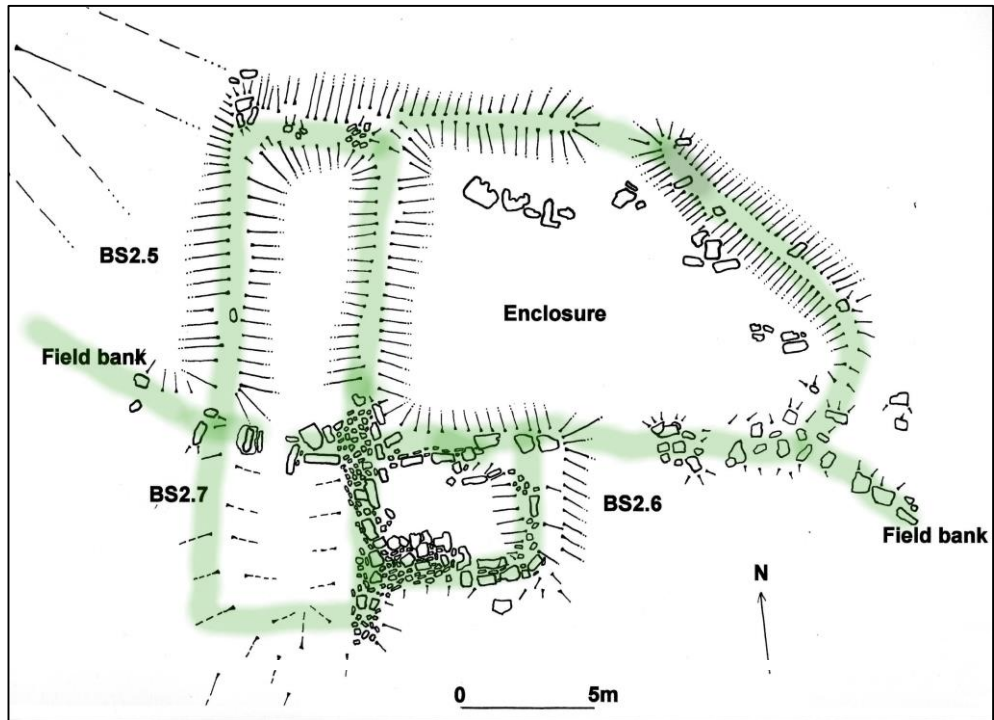 BS2.5
Enclosure
Field bank
BS2.7
BS2.6
Field bank
N
0 5m